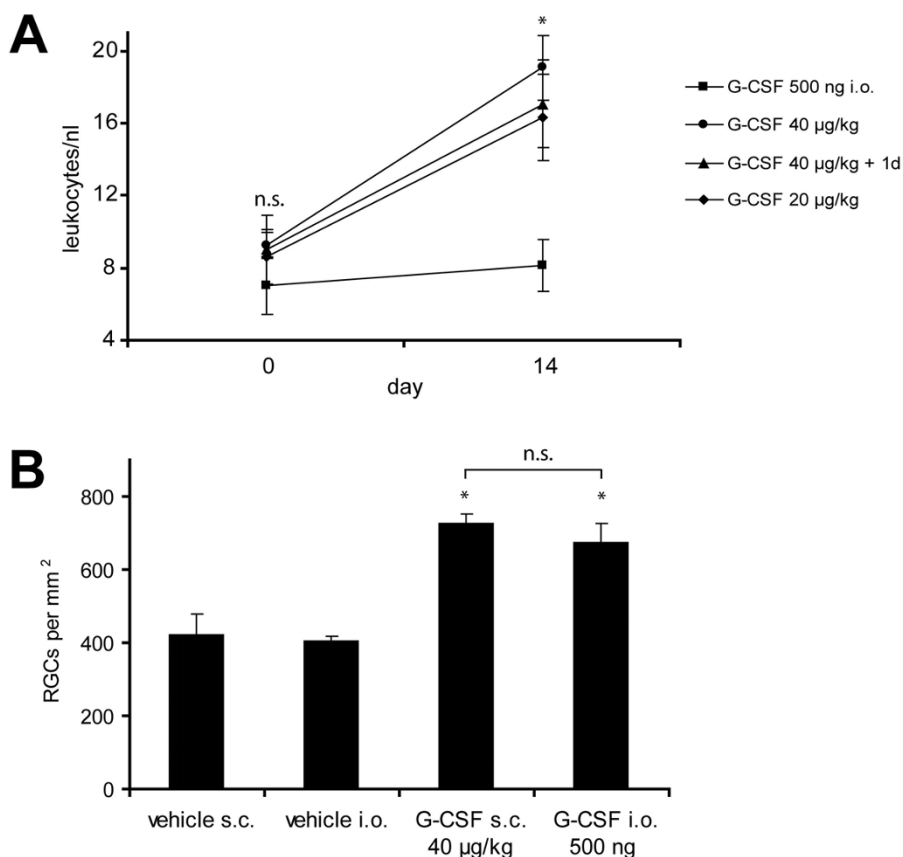 A
20
16
12
8
4
leukocytes/nl
n.s.
*
0
14
day
G-CSF 500 ng i.o.
G-CSF 40 µg/kg
G-CSF 40 µg/kg + 1d
G-CSF 20 µg/kg
B
n.s.
*
*
800
600
400
200
0
RGCs per mm²
vehicle s.c.
vehicle i.o.
G-CSF s.c.
40 µg/kg
G-CSF i.o.
500 ng